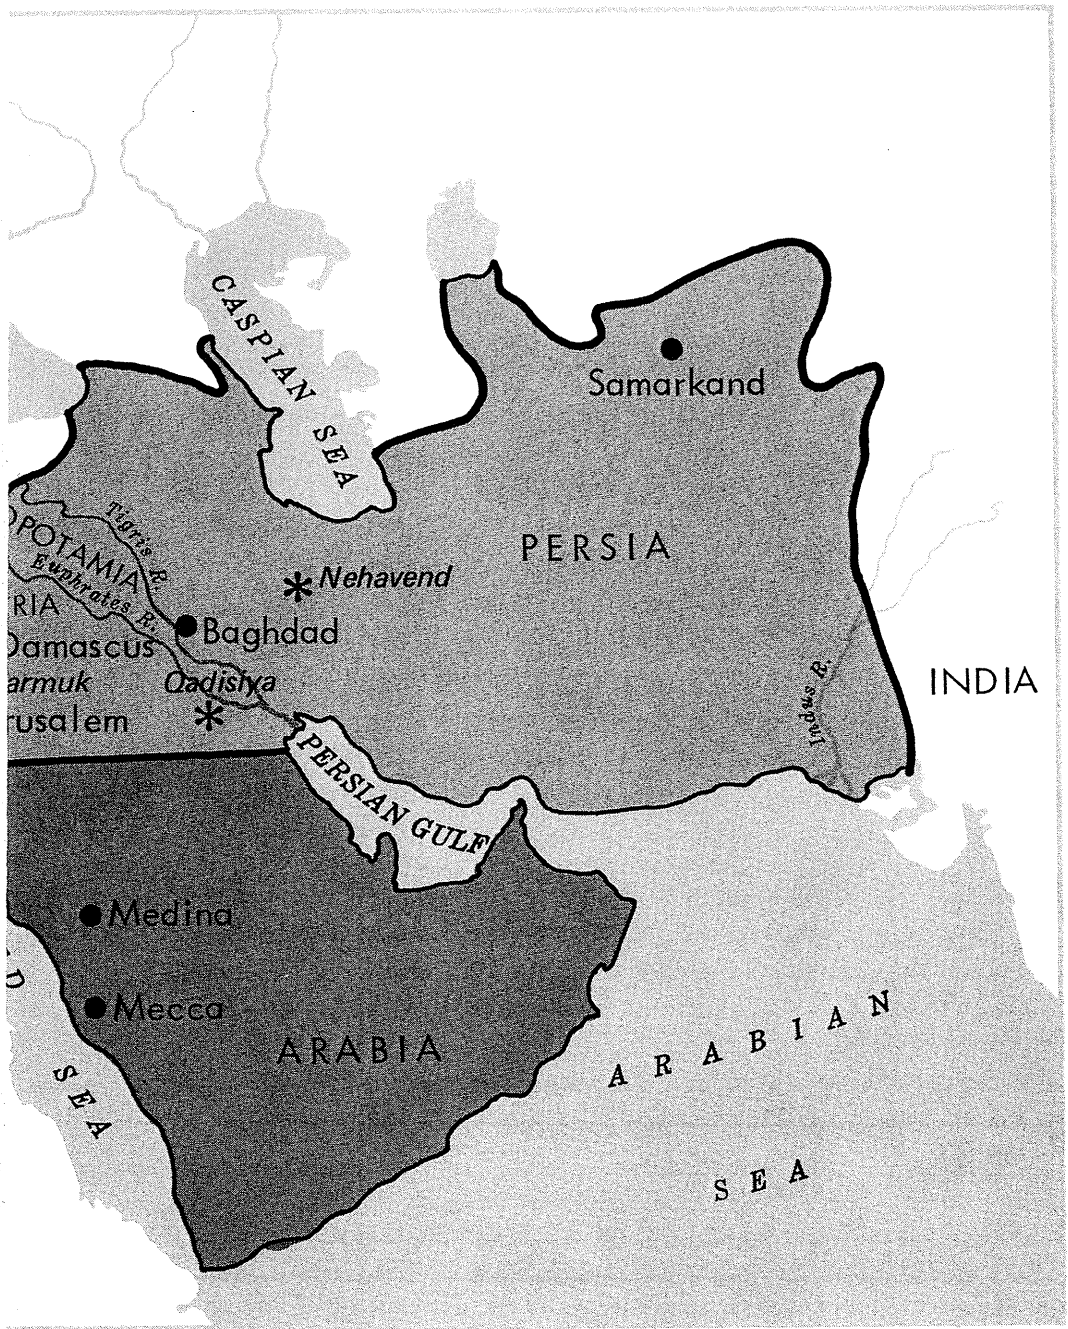 CASPIAN SEA
Samarkand
Tigris R.
OPOTAMIA
PERSIA
Euphrates R.
Nehavend
RIA
Baghdad
Damascus
armuk
Qadisiya
INDIA
Indus R.
rusalem
PERSIAN GULF
Medina
D
SEA
Mecca
ARABIA
ARABIAN
SEA